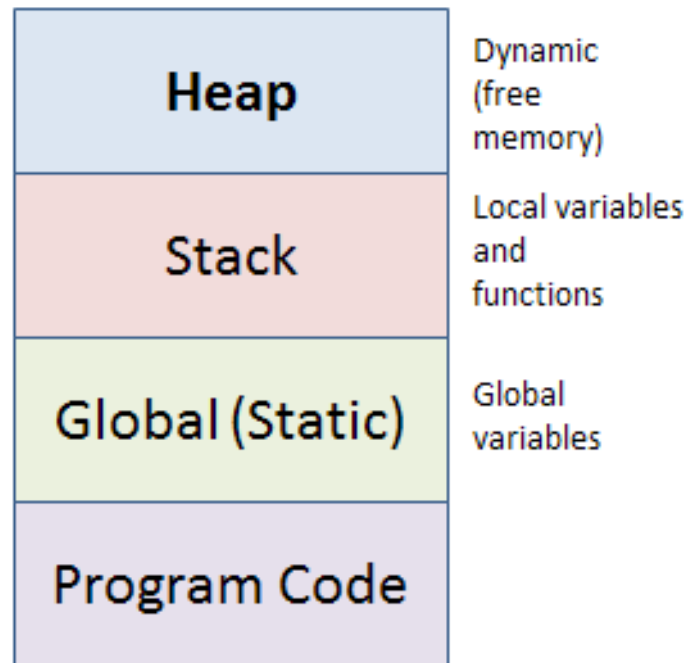 Heap
Dynamic
(free
memory)
Stack
Local variables
and
functions
Global (Static)
Global
variables
Program Code